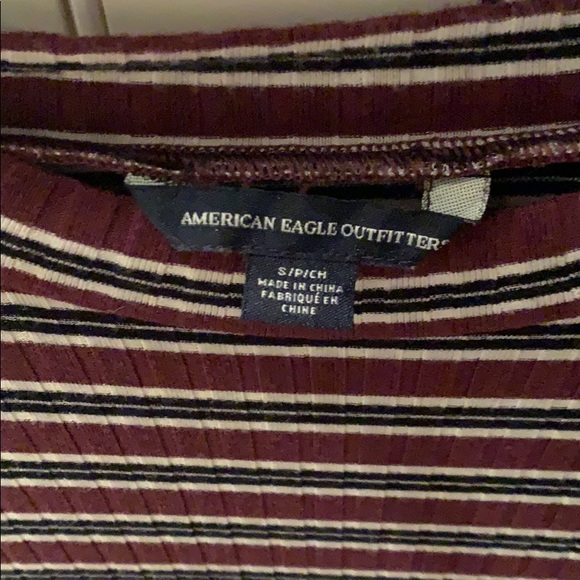 AMERICAN EAGLE OUTFITTERS
S/P/CH
MADE IN CHINA
FABRIQUÉ EN
CHINE